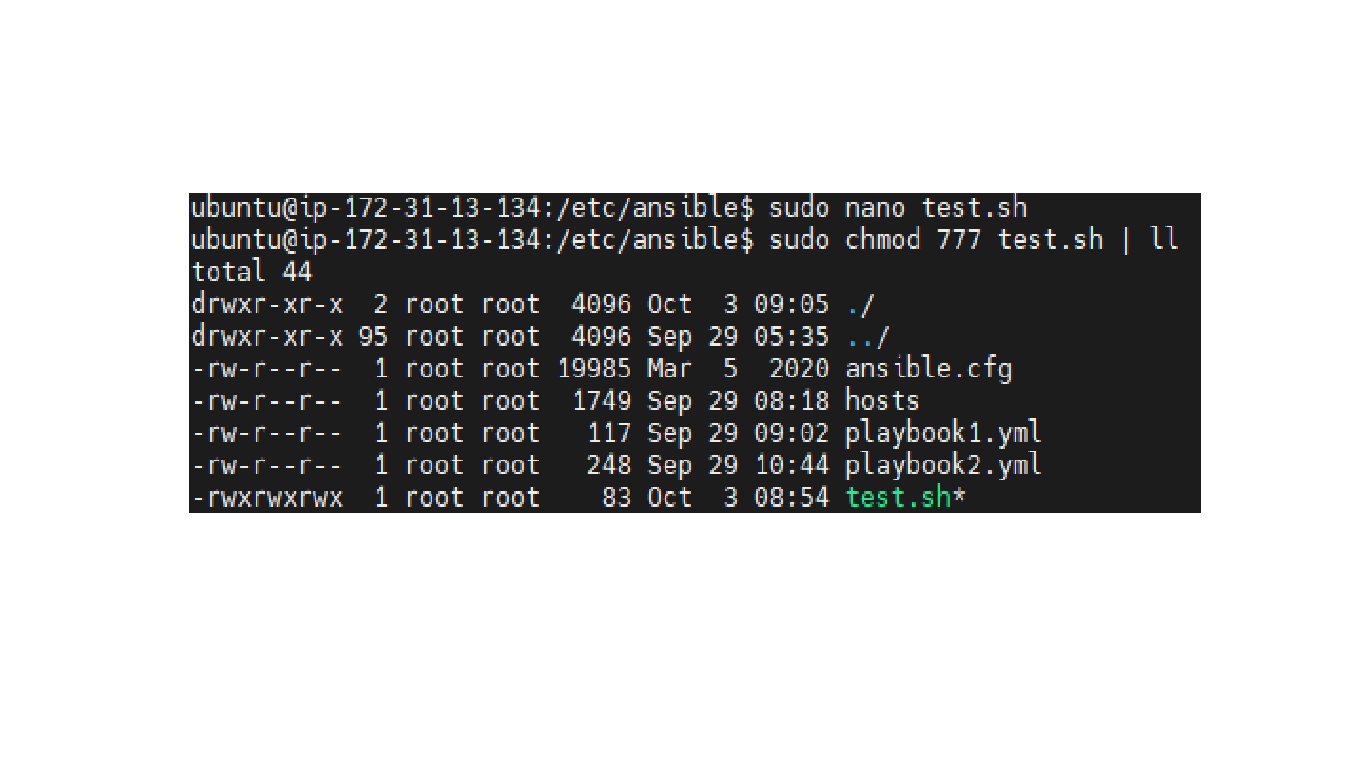 ubuntu@ip-172-31-13-134:/etc/ansible$ sudo nano test.sh
ubuntu@ip-172-31-13-134:/etc/ansible$ sudo chmod 777 test.sh | ll
total 44
drwxr-xr-x  2 root root  4096 Oct  3 09:05 ./
drwxr-xr-x 95 root root  4096 Sep 29 05:35 ../
-rw-r--r--  1 root root 19985 Mar  5  2020 ansible.cfg
-rw-r--r--  1 root root  1749 Sep 29 08:18 hosts
-rw-r--r--  1 root root   117 Sep 29 09:02 playbook1.yml
-rw-r--r--  1 root root   248 Sep 29 10:44 playbook2.yml
-rwxrwxrwx  1 root root    83 Oct  3 08:54 test.sh*